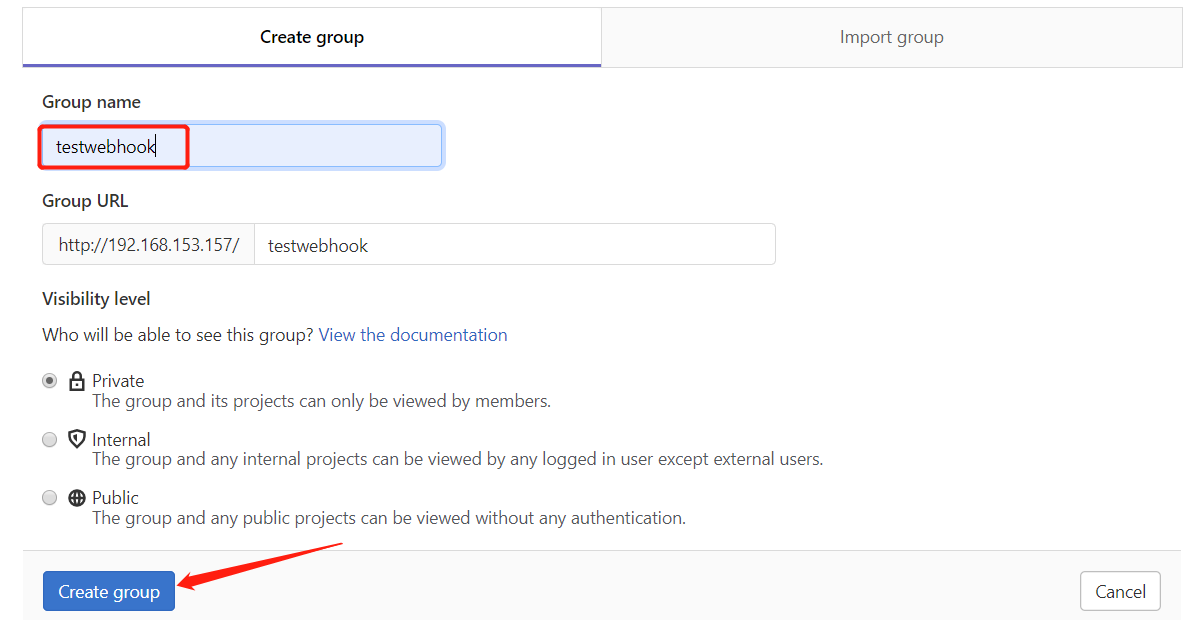 Create group
Import group
Group name
testwebhook
Group URL
http://192.168.153.157/ testwebhook
Visibility level
Who will be able to see this group? View the documentation
Private
The group and its projects can only be viewed by members.
Internal
The group and any internal projects can be viewed by any logged in user except external users.
Public
The group and any public projects can be viewed without any authentication.
Create group
Cancel